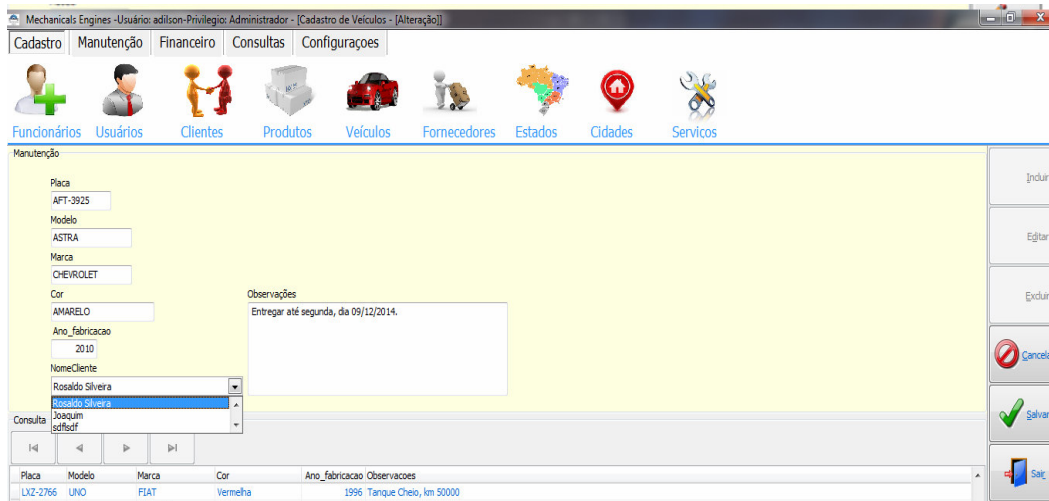 Mechanicals Engines -Usuário: adilson-Privilegio: Administrador - [Cadastro de Veículos - [Alteração]]
Cadastro Manutenção Financeiro Consultas Configuraçoes
Funcionários Usuários Clientes Produtos Veículos Fornecedores Estados Cidades Serviços
Manutenção
Placa
AFT-3925
Modelo
ASTRA
Marca
CHEVROLET
Cor
AMARELO
Ano_fabricacao
2010
NomeCliente
Rosaldo Silveira
Rosaldo Silveira
Joaquim
sdflsdf
Observações
Entregar até segunda, dia 09/12/2014.
Incluir
Editar
Excluir
Cancela
Salvar
Sair
Consulta
Placa Modelo Marca Cor Ano_fabricacao Observacoes
LXZ-2766 UNO FIAT Vermelha 1996 Tanque Cheio, km 50000